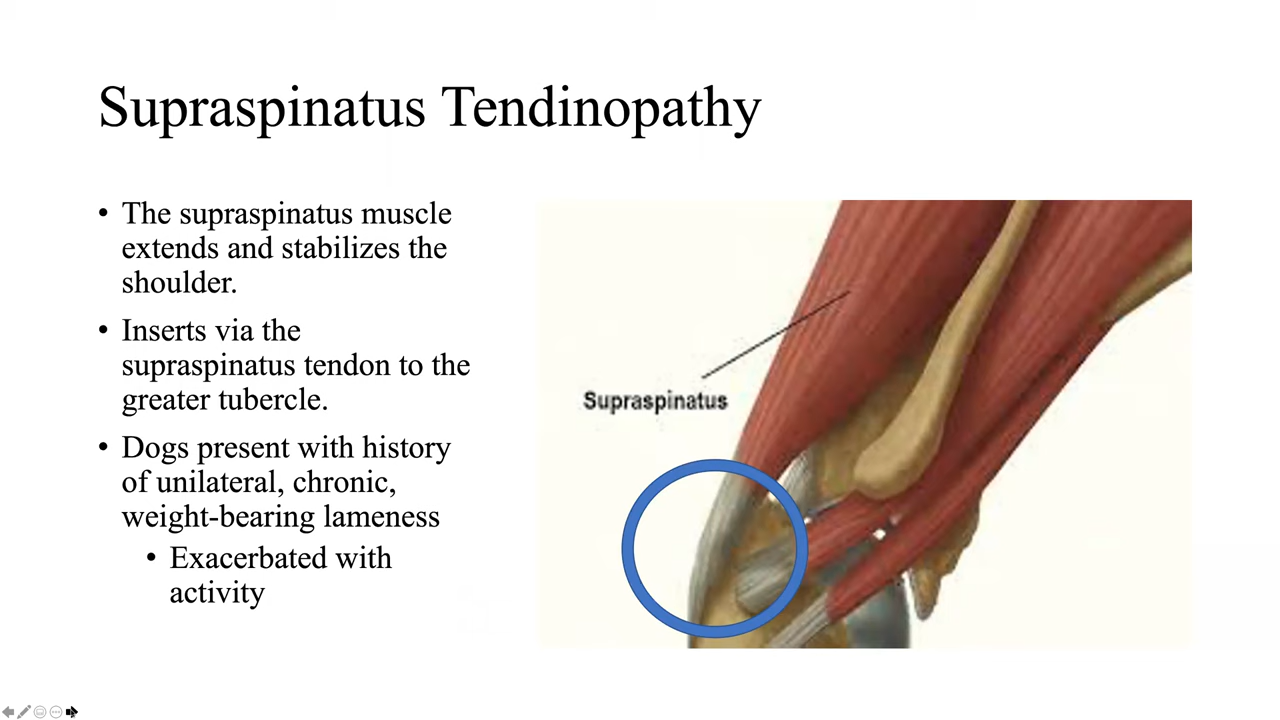 Supraspinatus Tendinopathy
• The supraspinatus muscle
extends and stabilizes the
shoulder.
• Inserts via the
supraspinatus tendon to the
greater tubercle.
• Dogs present with history
of unilateral, chronic,
weight-bearing lameness
• Exacerbated with
activity
Supraspinatus